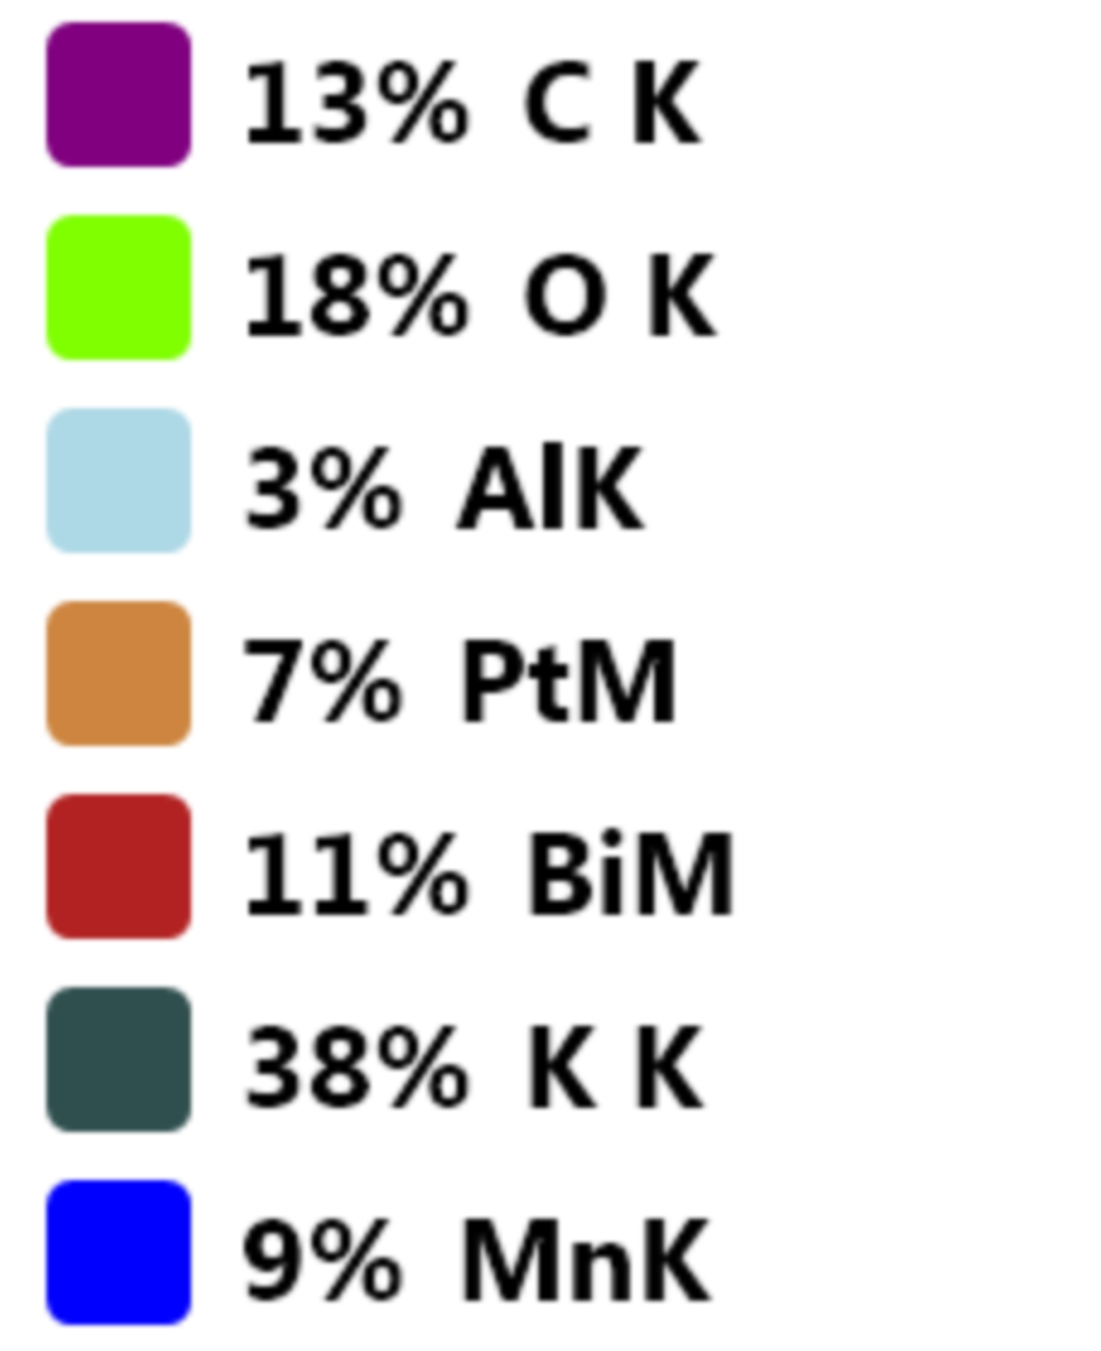 13% C K
18% O K
3% AlK
7% PtM
11% BiM
38% K K
9% MnK